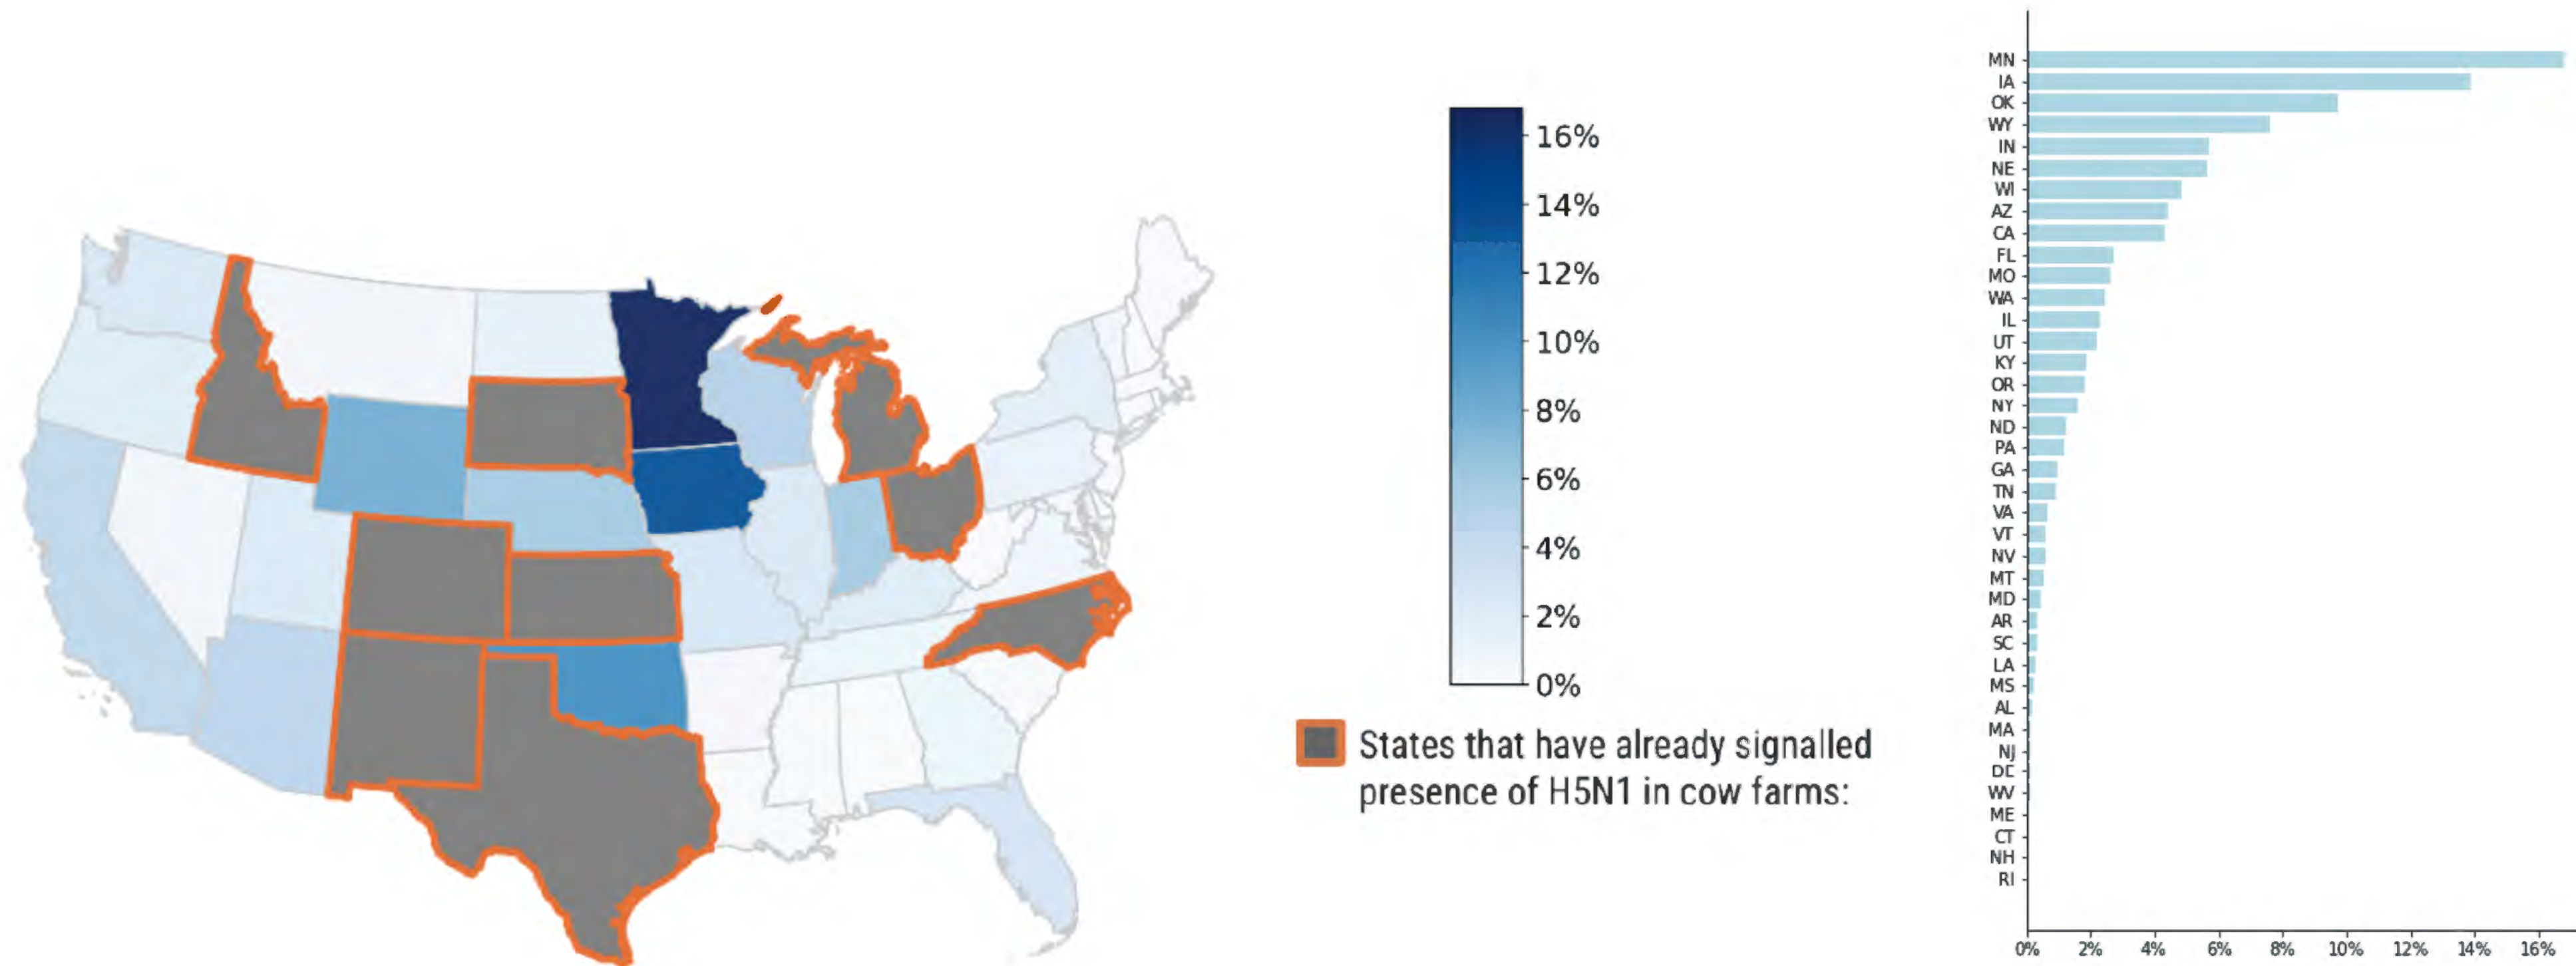 16%
14%
12%
10%
8%
6%
4%
2%
0%
States that have already signalled
presence of H5N1 in cow farms:
MN
IA
OK
WY
IN
NE
WI
AZ
CA
FL
MO
WA
IL
UT
KY
OR
NY
ND
PA
GA
TN
VA
VT
NV
MT
MD
AR
SC
LA
MS
AL
MA
NJ
DE
WV
ME
CT
NH
RI
0% 2% 4% 6% 8% 10% 12% 14% 16%